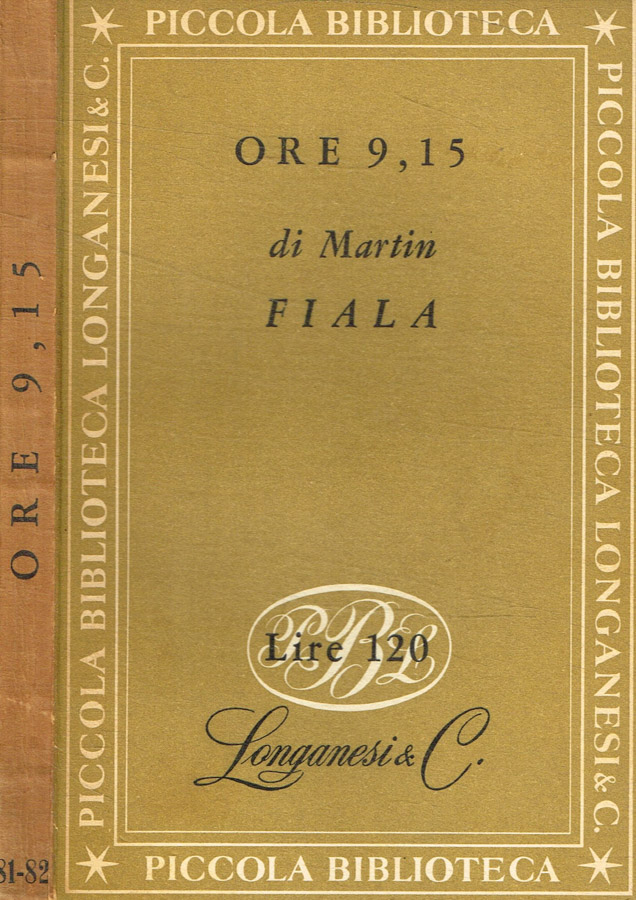 PICCOLA BIBLIOTECA
ORE 9,15
di Martin
FIALA
PBL
Lire 120
Longanesi & C.
PICCOLA BIBLIOTECA
PICCOLA BIBLIOTECA LONGANESI & C.
PICCOLA BIBLIOTECA LONGANESI & C.
ORE 9,15
81-82